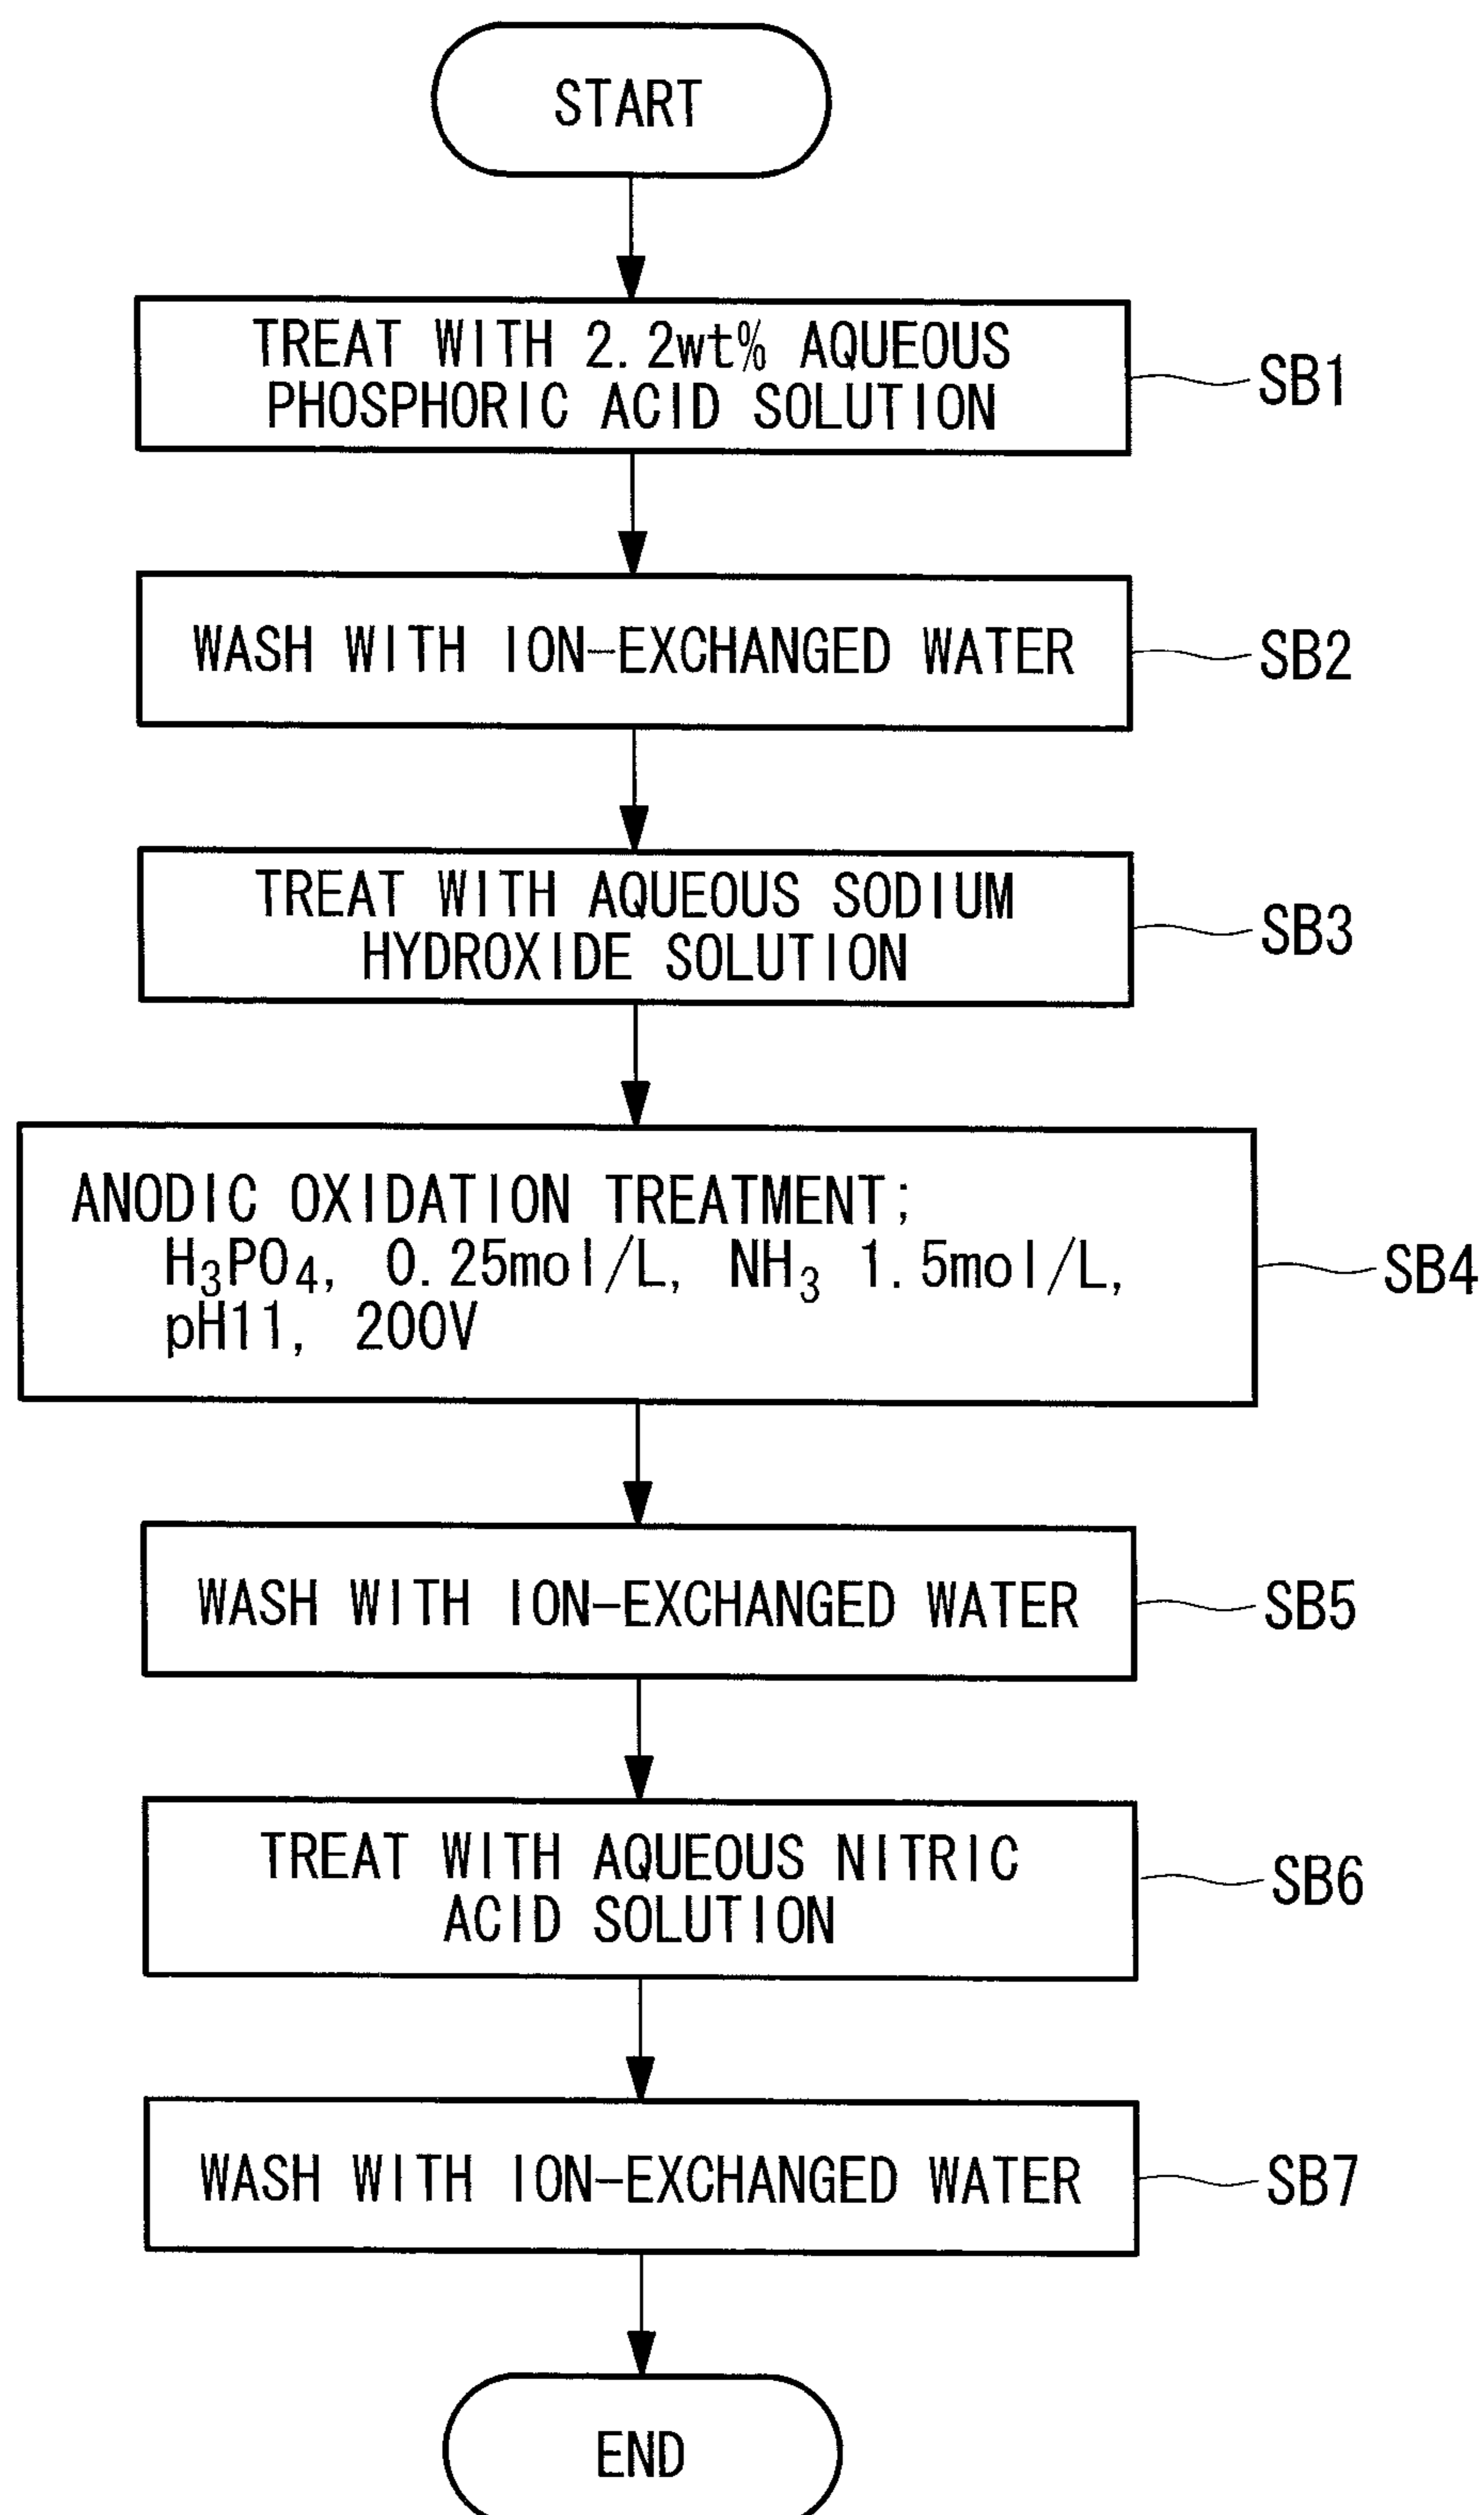 START
TREAT WITH 2.2wt% AQUEOUS
PHOSPHORIC ACID SOLUTION
SB1
WASH WITH ION-EXCHANGED WATER
SB2
TREAT WITH AQUEOUS SODIUM
HYDROXIDE SOLUTION
SB3
ANODIC OXIDATION TREATMENT;
H₃PO₄, 0.25mol/L, NH₃ 1.5mol/L,
pH11, 200V
SB4
WASH WITH ION-EXCHANGED WATER
SB5
TREAT WITH AQUEOUS NITRIC
ACID SOLUTION
SB6
WASH WITH ION-EXCHANGED WATER
SB7
END